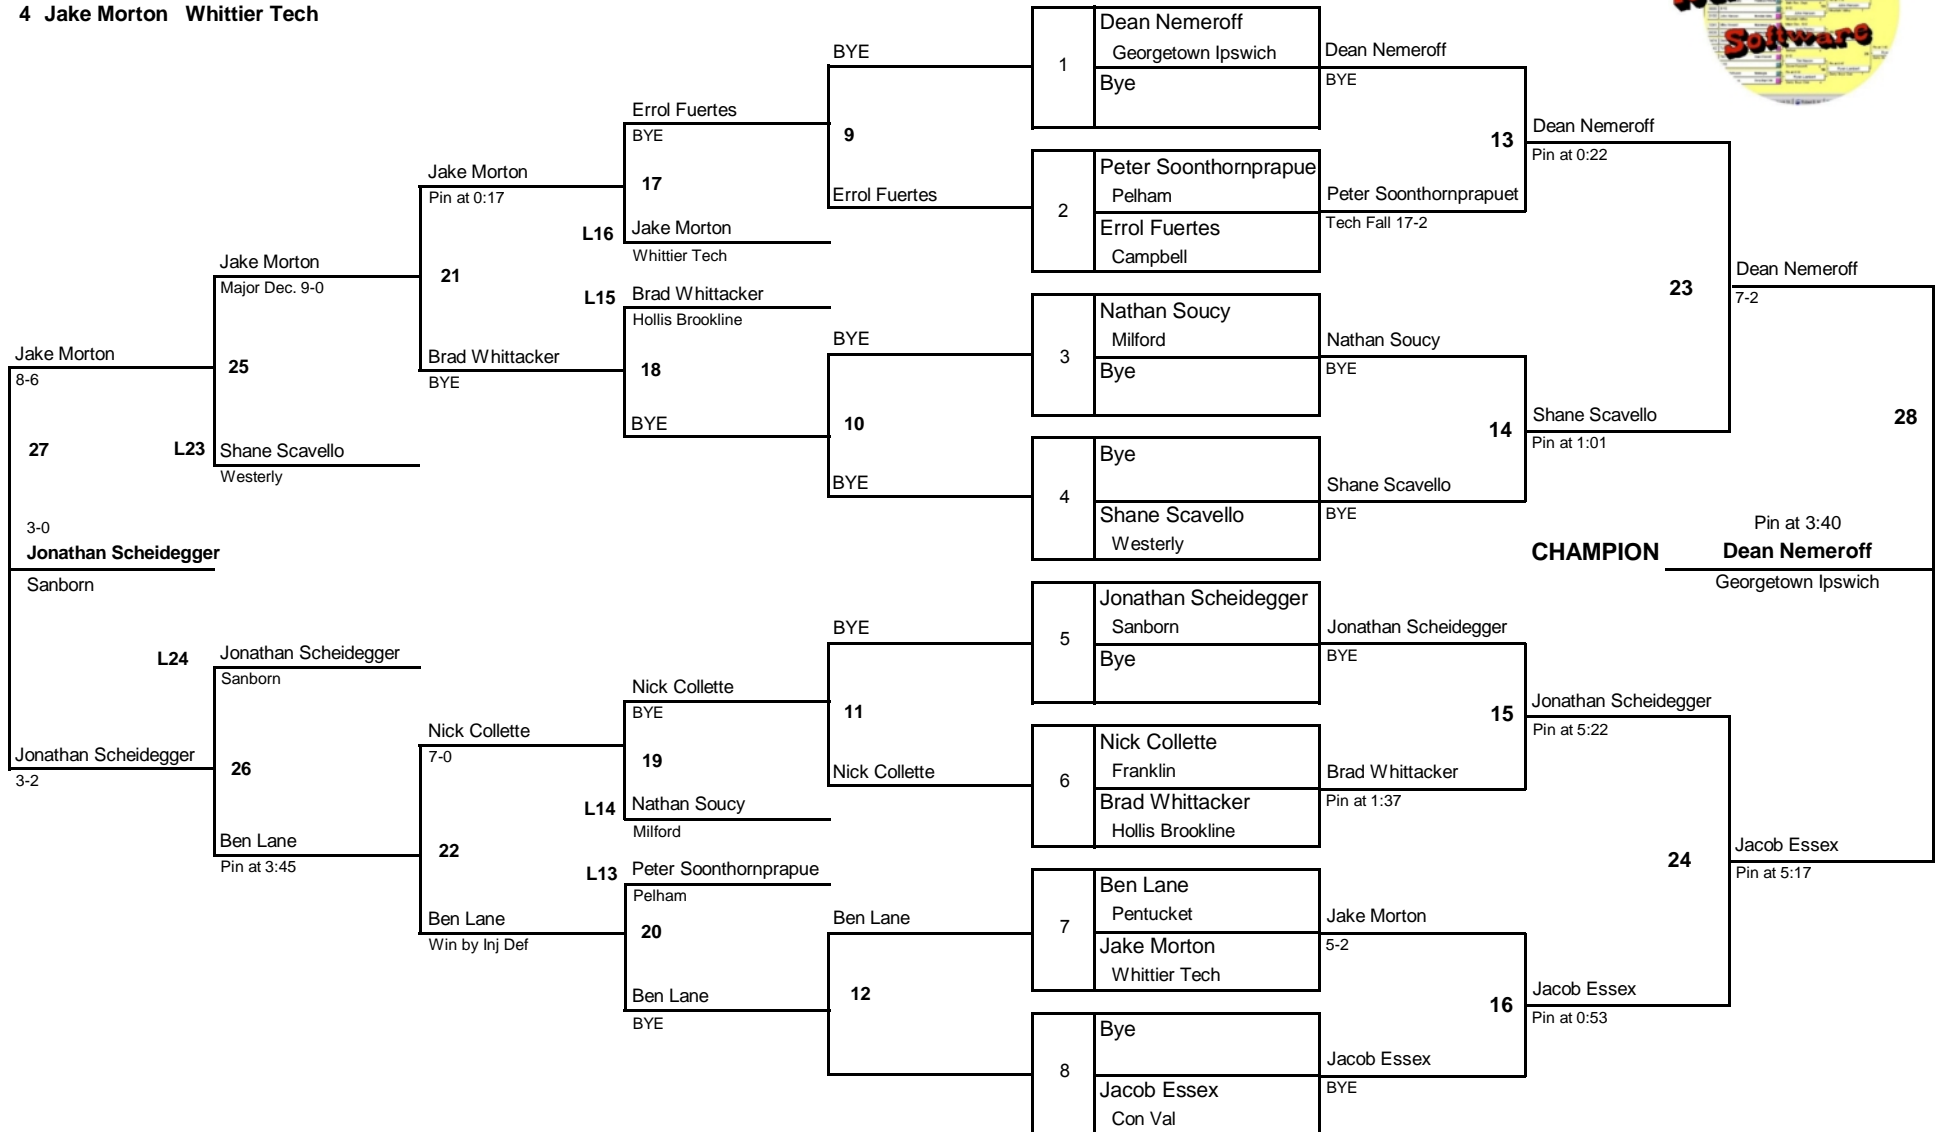 4 Jake Morton Whittier Tech
Software
Dean Nemeroff
Georgetown Ipswich
1
Bye
Peter Soonthornprapue
Pelham
2
Errol Fuertes
Campbell
Nathan Soucy
Milford
3
Bye
Bye
4
Shane Scavello
Westerly
Jonathan Scheidegger
Sanborn
5
Bye
Nick Collette
Franklin
6
Brad Whittacker
Hollis Brookline
Ben Lane
Pentucket
7
Jake Morton
Whittier Tech
Bye
8
Jacob Essex
Con Val
Dean Nemeroff
BYE
13
Peter Soonthornprapuet
Tech Fall 17-2
Nathan Soucy
BYE
14
Shane Scavello
BYE
Jonathan Scheidegger
BYE
15
Brad Whittacker
Pin at 1:37
Jake Morton
5-2
16
Jacob Essex
BYE
Dean Nemeroff
Pin at 0:22
23
Shane Scavello
Pin at 1:01
Jonathan Scheidegger
Pin at 5:22
24
Jacob Essex
Pin at 0:53
Dean Nemeroff
7-2
28
Pin at 3:40
CHAMPION Dean Nemeroff
Georgetown Ipswich
Jacob Essex
Pin at 5:17
BYE
9
Errol Fuertes
BYE
10
BYE
BYE
11
Nick Collette
Ben Lane
12
Errol Fuertes
BYE
17
L16 Jake Morton
Whittier Tech
L15 Brad Whittacker
Hollis Brookline
18
BYE
Nick Collette
BYE
19
L14 Nathan Soucy
Milford
L13 Peter Soonthornprapue
Pelham
20
Ben Lane
BYE
Jake Morton
Pin at 0:17
21
Brad Whittacker
BYE
Nick Collette
7-0
22
Ben Lane
Win by Inj Def
Jake Morton
Major Dec. 9-0
25
L23 Shane Scavello
Westerly
L24 Jonathan Scheidegger
Sanborn
26
Ben Lane
Pin at 3:45
Jake Morton
8-6
27
3-0
Jonathan Scheidegger
Sanborn
Jonathan Scheidegger
3-2